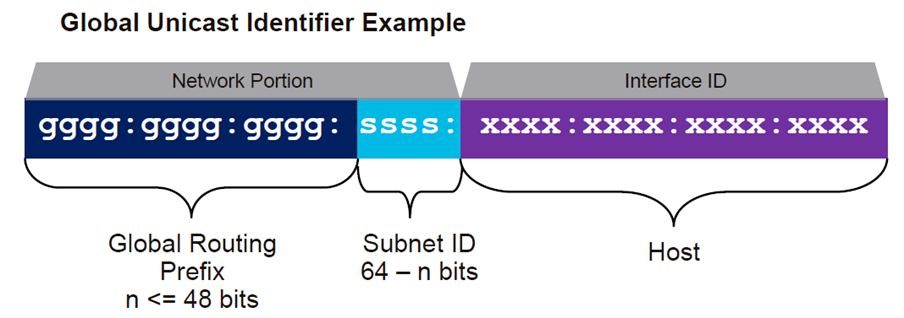 Global Unicast Identifier Example
Network Portion
Interface ID
gggg:gggg:gggg:ssss:xxxx:xxxx:xxxx:xxxx
Global Routing
Prefix
n <= 48 bits
Subnet ID
64 – n bits
Host